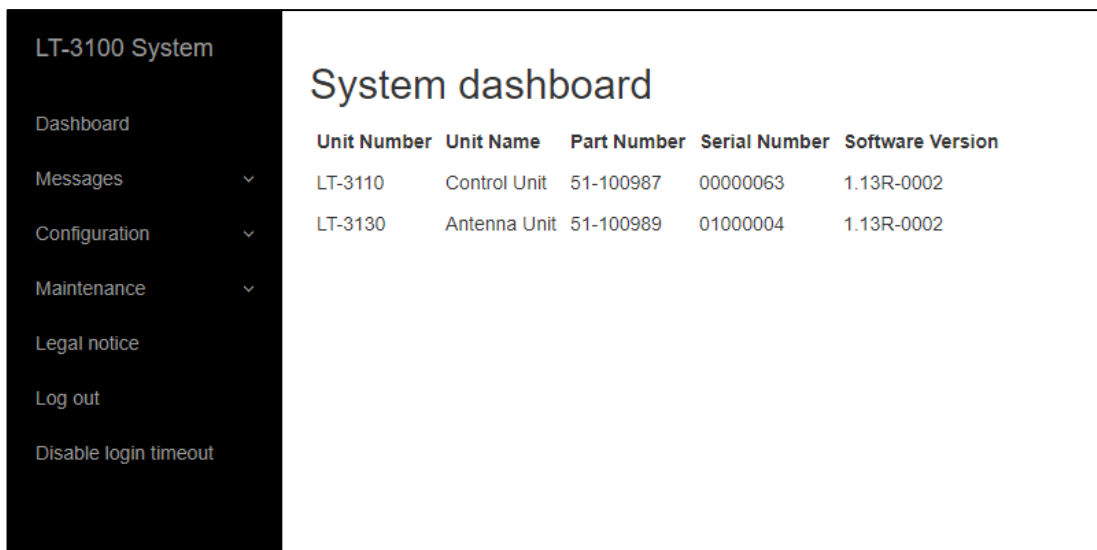 LT-3100 System
Dashboard
Messages
Configuration
Maintenance
Legal notice
Log out
Disable login timeout
System dashboard
Unit Number Unit Name Part Number Serial Number Software Version
LT-3110 Control Unit 51-100987 00000063 1.13R-0002
LT-3130 Antenna Unit 51-100989 01000004 1.13R-0002